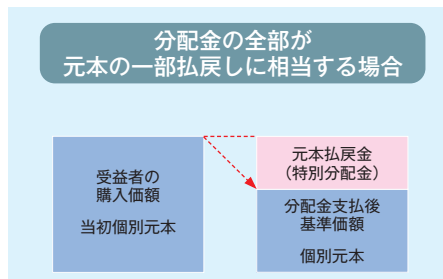 分配金の全部が
元本の一部払戻しに相当する場合
受益者の
購入価額
当初個別元本
元本払戻金
（特別分配金）
分配金支払後
基準価額
個別元本